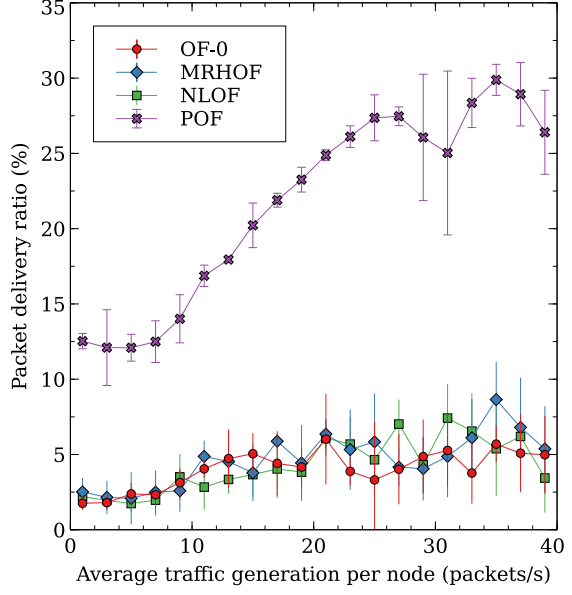 35
30
25
20
15
10
5
0
Packet delivery ratio (%)
OF-0
MRHOF
NLOF
POF
0 10 20 30 40
Average traffic generation per node (packets/s)